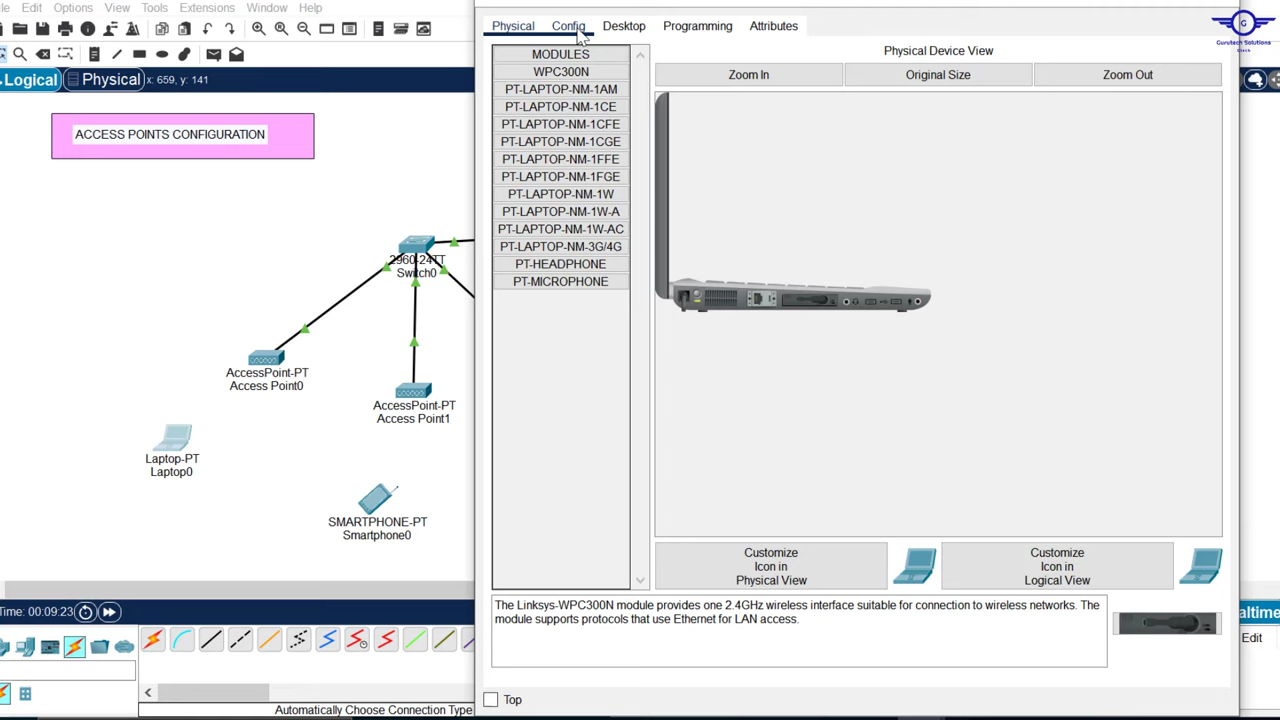 File Edit Options View Tools Extensions Window Help
Logical Physical x: 659, y: 141
ACCESS POINTS CONFIGURATION
2960-24TT
Switch0
AccessPoint-PT
Access Point0
AccessPoint-PT
Access Point1
Laptop-PT
Laptop0
SMARTPHONE-PT
Smartphone0
Time: 00:09:23
Automatically Choose Connection Type
Physical Config Desktop Programming Attributes
MODULES
WPC300N
PT-LAPTOP-NM-1AM
PT-LAPTOP-NM-1CE
PT-LAPTOP-NM-1CFE
PT-LAPTOP-NM-1CGE
PT-LAPTOP-NM-1FFE
PT-LAPTOP-NM-1FGE
PT-LAPTOP-NM-1W
PT-LAPTOP-NM-1W-A
PT-LAPTOP-NM-1W-AC
PT-LAPTOP-NM-3G/4G
PT-HEADPHONE
PT-MICROPHONE
Physical Device View
Zoom In Original Size Zoom Out
Customize
Icon in
Physical View
Customize
Icon in
Logical View
The Linksys-WPC300N module provides one 2.4GHz wireless interface suitable for connection to wireless networks. The
module supports protocols that use Ethernet for LAN access.
Top
G
Gurutech Solutions
altime
Edit